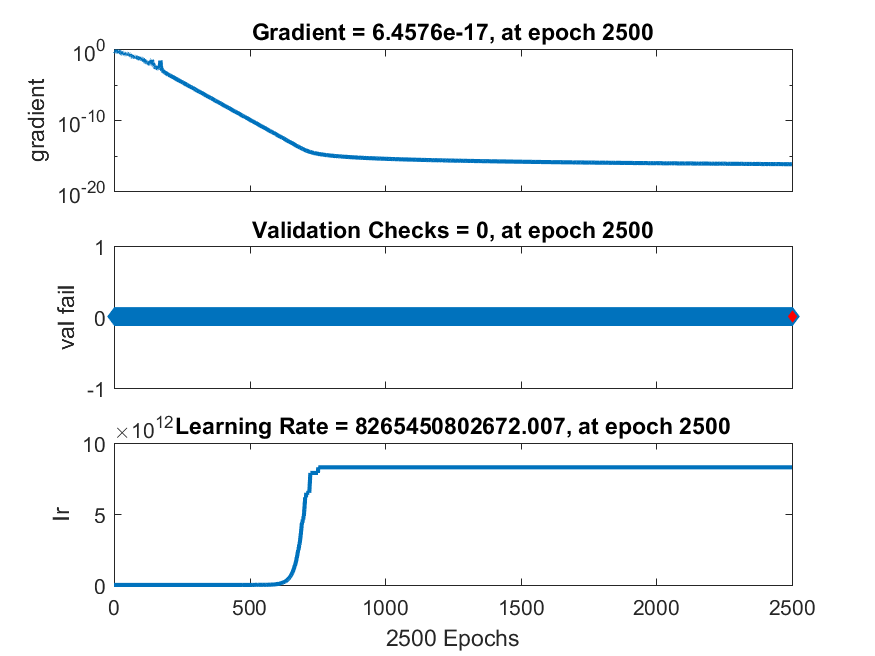 Gradient = 6.4576e-17, at epoch 2500
10^0
10^-10
10^-20
gradient
Validation Checks = 0, at epoch 2500
1
0
-1
val fail
×10^12 Learning Rate = 8265450802672.007, at epoch 2500
10
5
0
lr
0 500 1000 1500 2000 2500
2500 Epochs